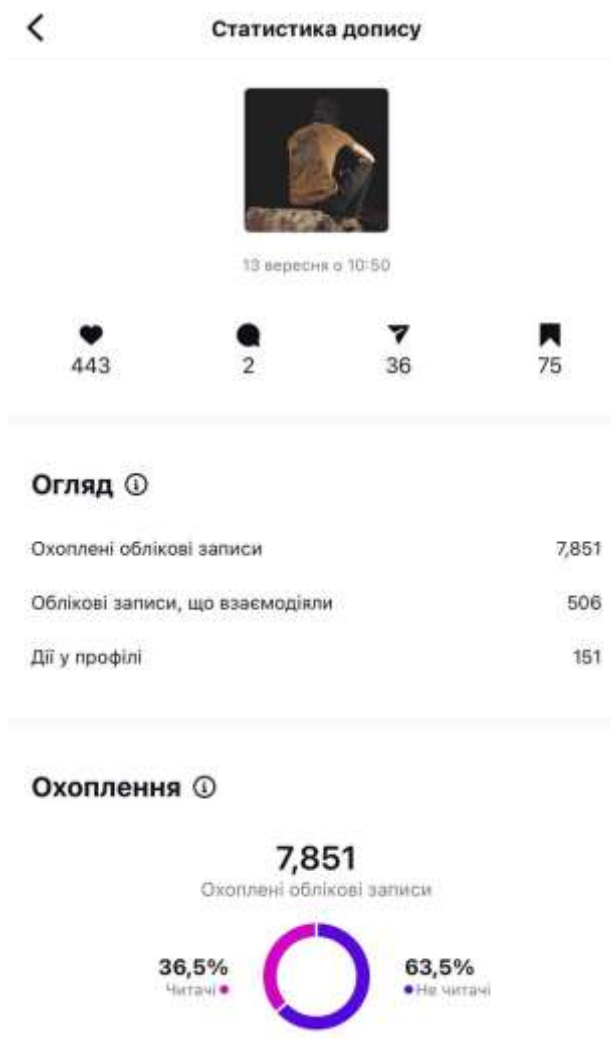 Статистика допису
13 вересня о 10:50
443 2 36 75
Огляд
Охоплені облікові записи 7,851
Облікові записи, що взаємодіяли 506
Дії у профілі 151
Охоплення
7,851
Охоплені облікові записи
36,5% 63,5%
Читачі Не читачі